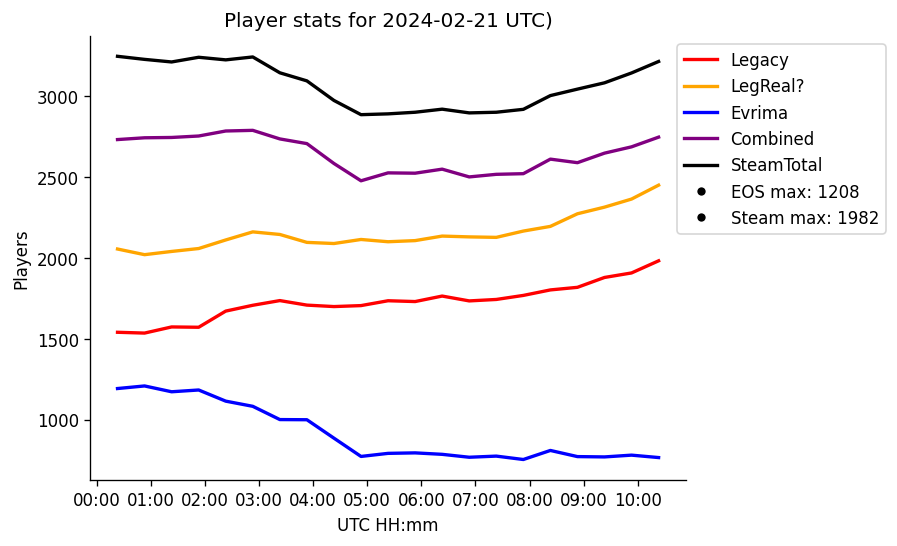 Player stats for 2024-02-21 UTC)
Legacy
LegReal?
Evrima
Combined
SteamTotal
EOS max: 1208
Steam max: 1982
Players
3000
2500
2000
1500
1000
00:00 01:00 02:00 03:00 04:00 05:00 06:00 07:00 08:00 09:00 10:00
UTC HH:mm